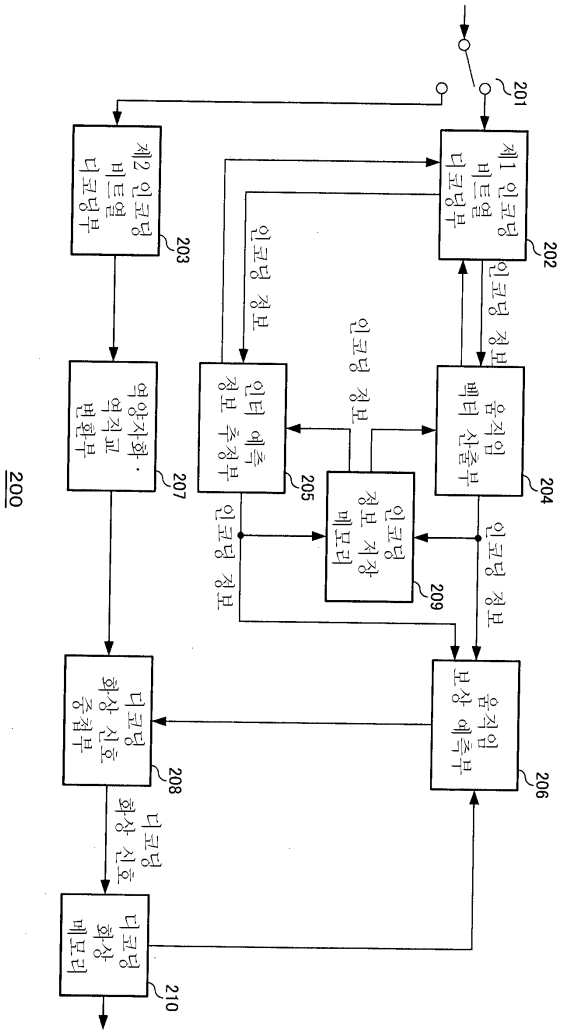 201
제1 인코딩
비트열
디코딩부
202
인코딩 정보
움직임
벡터 산출부
204
인코딩 정보
움직임
보상 예측부
206
인코딩 정보
인코딩 정보
인코딩
정보 저장
메모리
209
인터 예측
정보 추정부
205
인코딩 정보
제2 인코딩
비트열
디코딩부
203
역양자화·
역직교
변환부
207
디코딩
화상 신호
중첩부
208
디코딩
화상 신호
디코딩
화상
메모리
210
200